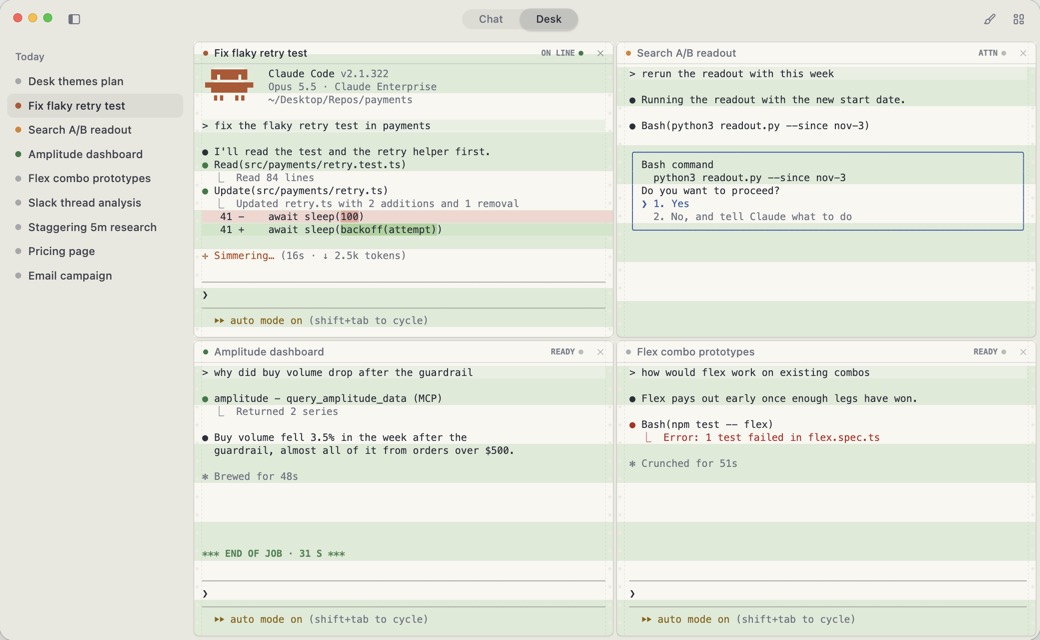 Chat
Desk
Today
Desk themes plan
Fix flaky retry test
Search A/B readout
Amplitude dashboard
Flex combo prototypes
Slack thread analysis
Staggering 5m research
Pricing page
Email campaign
Fix flaky retry test
ON LINE
Claude Code v2.1.322
Opus 5.5 · Claude Enterprise
~/Desktop/Repos/payments
> fix the flaky retry test in payments
● I'll read the test and the retry helper first.
● Read(src/payments/retry.test.ts)
⎿ Read 84 lines
● Update(src/payments/retry.ts)
⎿ Updated retry.ts with 2 additions and 1 removal
41 - await sleep(100)
41 + await sleep(backoff(attempt))
✢ Simmering… (16s · ↓ 2.5k tokens)
❯
⏵⏵ auto mode on (shift+tab to cycle)
Search A/B readout
ATTN
> rerun the readout with this week
● Running the readout with the new start date.
● Bash(python3 readout.py --since nov-3)
Bash command
python3 readout.py --since nov-3
Do you want to proceed?
❯ 1. Yes
2. No, and tell Claude what to do
Amplitude dashboard
READY
> why did buy volume drop after the guardrail
● amplitude - query_amplitude_data (MCP)
⎿ Returned 2 series
● Buy volume fell 3.5% in the week after the
guardrail, almost all of it from orders over $500.
✻ Brewed for 48s
*** END OF JOB · 31 S ***
❯
⏵⏵ auto mode on (shift+tab to cycle)
Flex combo prototypes
READY
> how would flex work on existing combos
● Flex pays out early once enough legs have won.
● Bash(npm test -- flex)
⎿ Error: 1 test failed in flex.spec.ts
✻ Crunched for 51s
❯
⏵⏵ auto mode on (shift+tab to cycle)